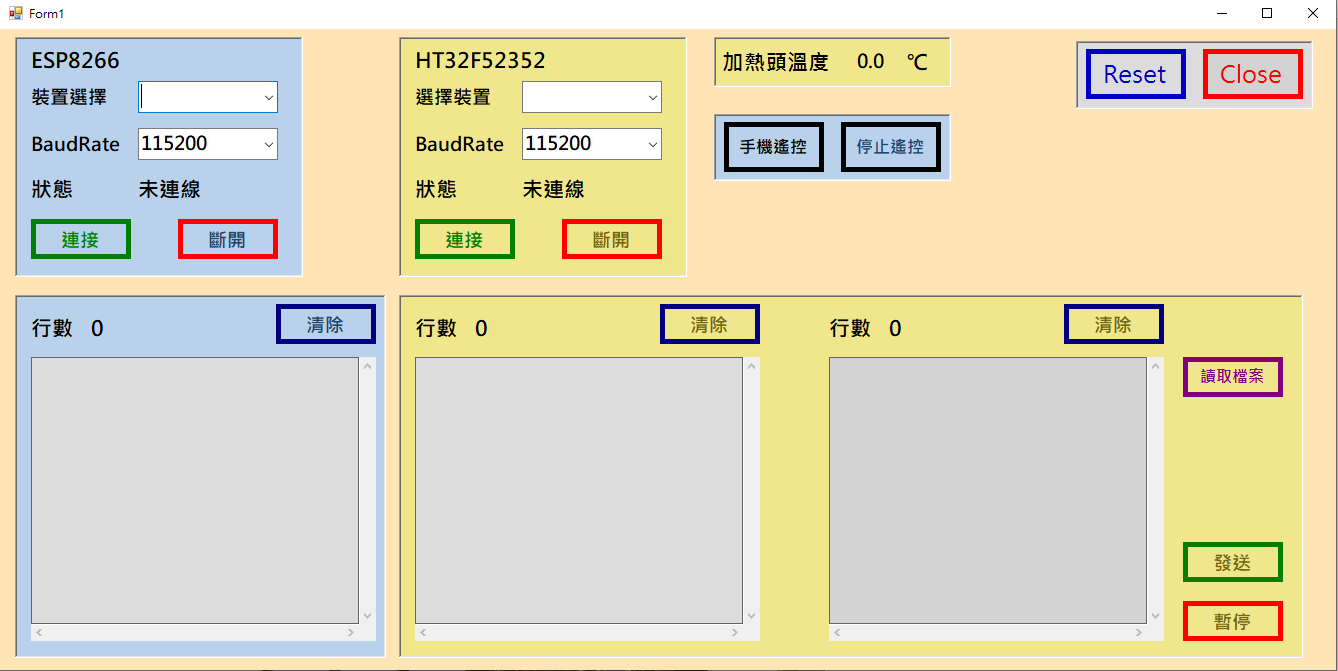 Form1
ESP8266
裝置選擇
BaudRate 115200
狀態 未連線
連接 斷開
HT32F52352
選擇裝置
BaudRate 115200
狀態 未連線
連接 斷開
加熱頭溫度 0.0 ℃
手機遙控 停止遙控
Reset Close
行數 0 清除
行數 0 清除
行數 0 清除
讀取檔案
發送
暫停